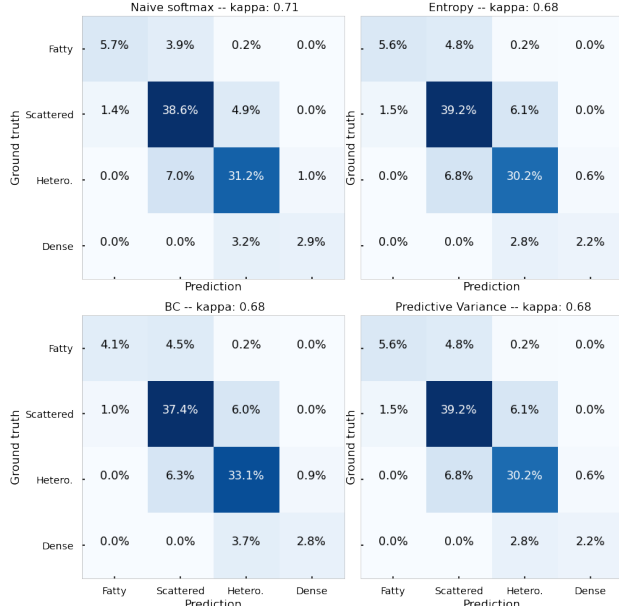 Naive softmax -- kappa: 0.71
Fatty 5.7% 3.9% 0.2% 0.0%
Scattered 1.4% 38.6% 4.9% 0.0%
Hetero. 0.0% 7.0% 31.2% 1.0%
Dense 0.0% 0.0% 3.2% 2.9%
Ground truth
Prediction
Entropy -- kappa: 0.68
5.6% 4.8% 0.2% 0.0%
1.5% 39.2% 6.1% 0.0%
0.0% 6.8% 30.2% 0.6%
0.0% 0.0% 2.8% 2.2%
Ground truth
Prediction
BC -- kappa: 0.68
Fatty 4.1% 4.5% 0.2% 0.0%
Scattered 1.0% 37.4% 6.0% 0.0%
Hetero. 0.0% 6.3% 33.1% 0.9%
Dense 0.0% 0.0% 3.7% 2.8%
Ground truth
Fatty Scattered Hetero. Dense
Prediction
Predictive Variance -- kappa: 0.68
5.6% 4.8% 0.2% 0.0%
1.5% 39.2% 6.1% 0.0%
0.0% 6.8% 30.2% 0.6%
0.0% 0.0% 2.8% 2.2%
Ground truth
Fatty Scattered Hetero. Dense
Prediction